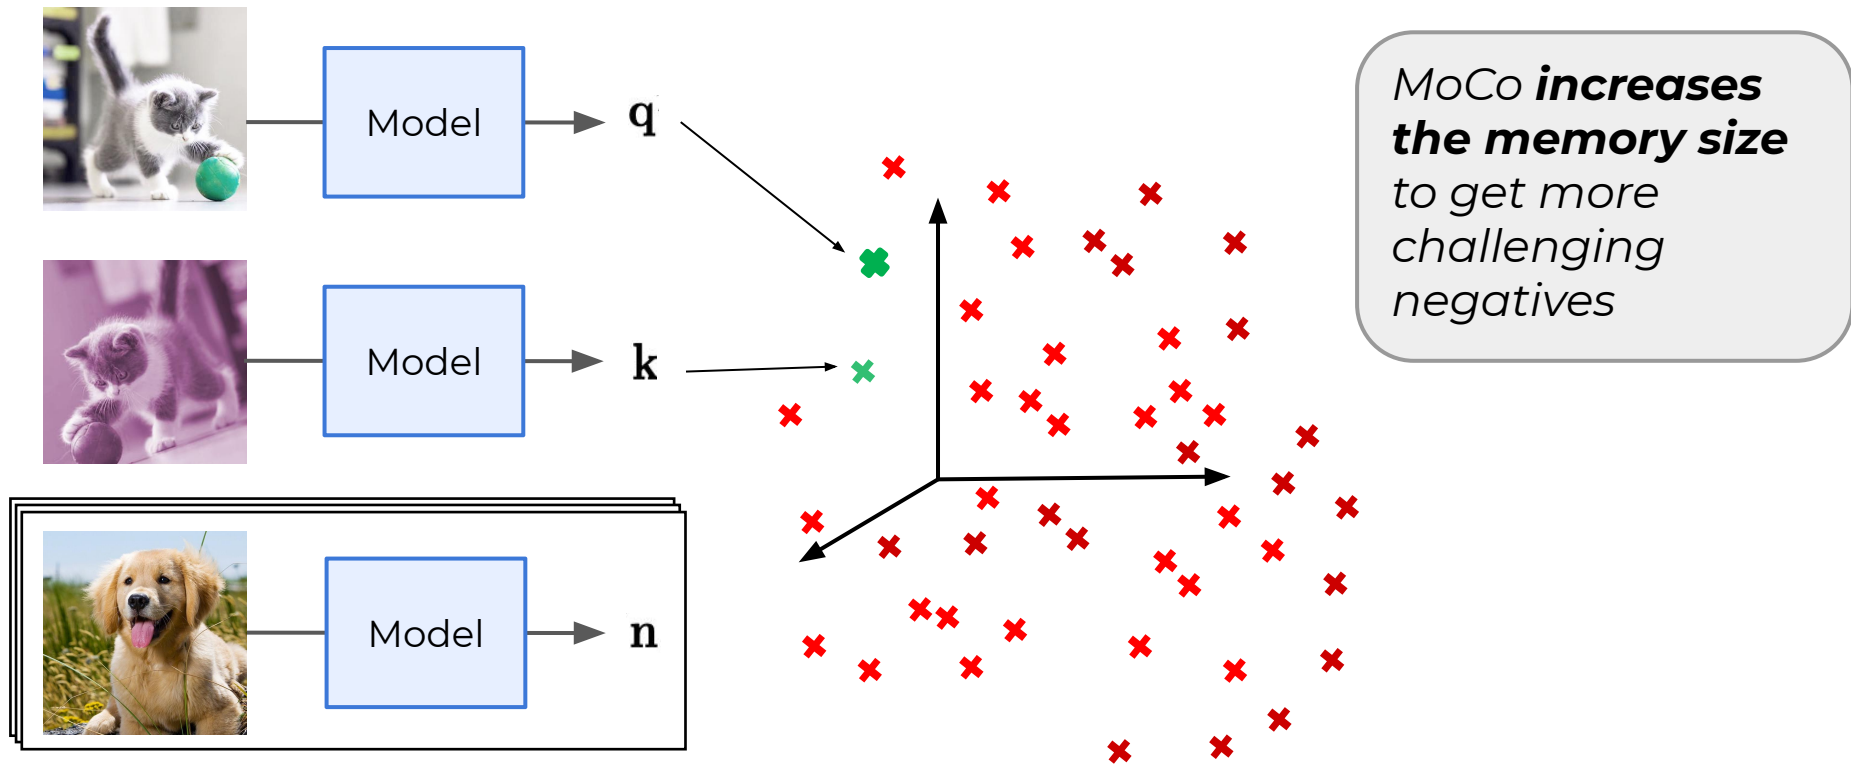 Model
q
Model
k
Model
n
MoCo increases
the memory size
to get more
challenging
negatives